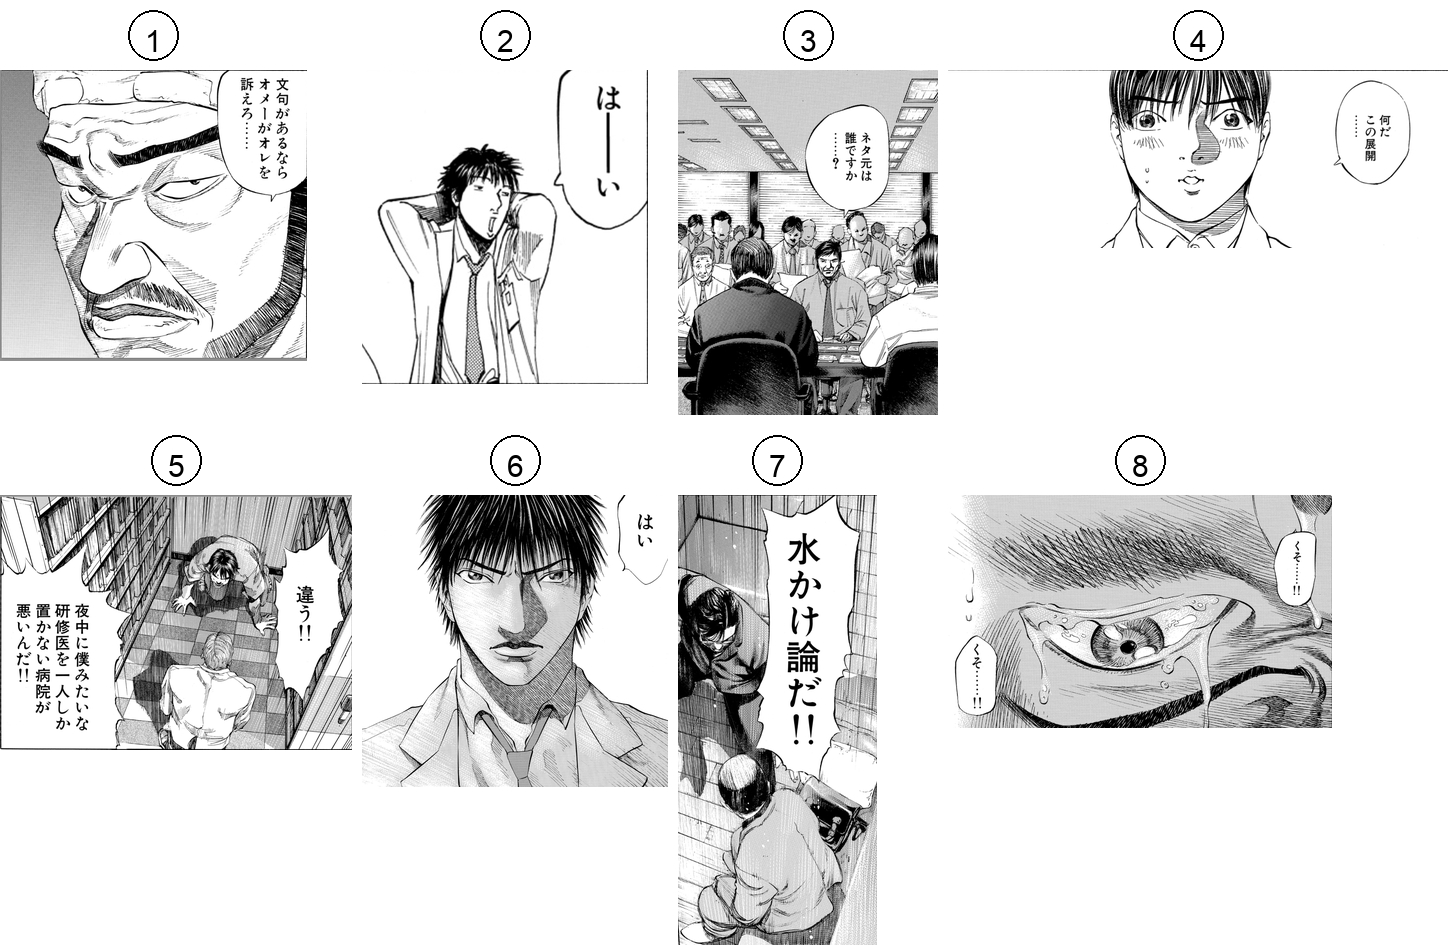 1
文句があるなら
オメーがオレを
訴えろ……
2
はーーい
3
ネタ元は
誰ですか
……?
4
何だ
この展開
……
5
違う!!
夜中に僕みたいな
研修医を一人しか
置かない病院が
悪いんだ!!
6
はい
7
水かけ論だ!!
8
くそ……!!
くそ……!!